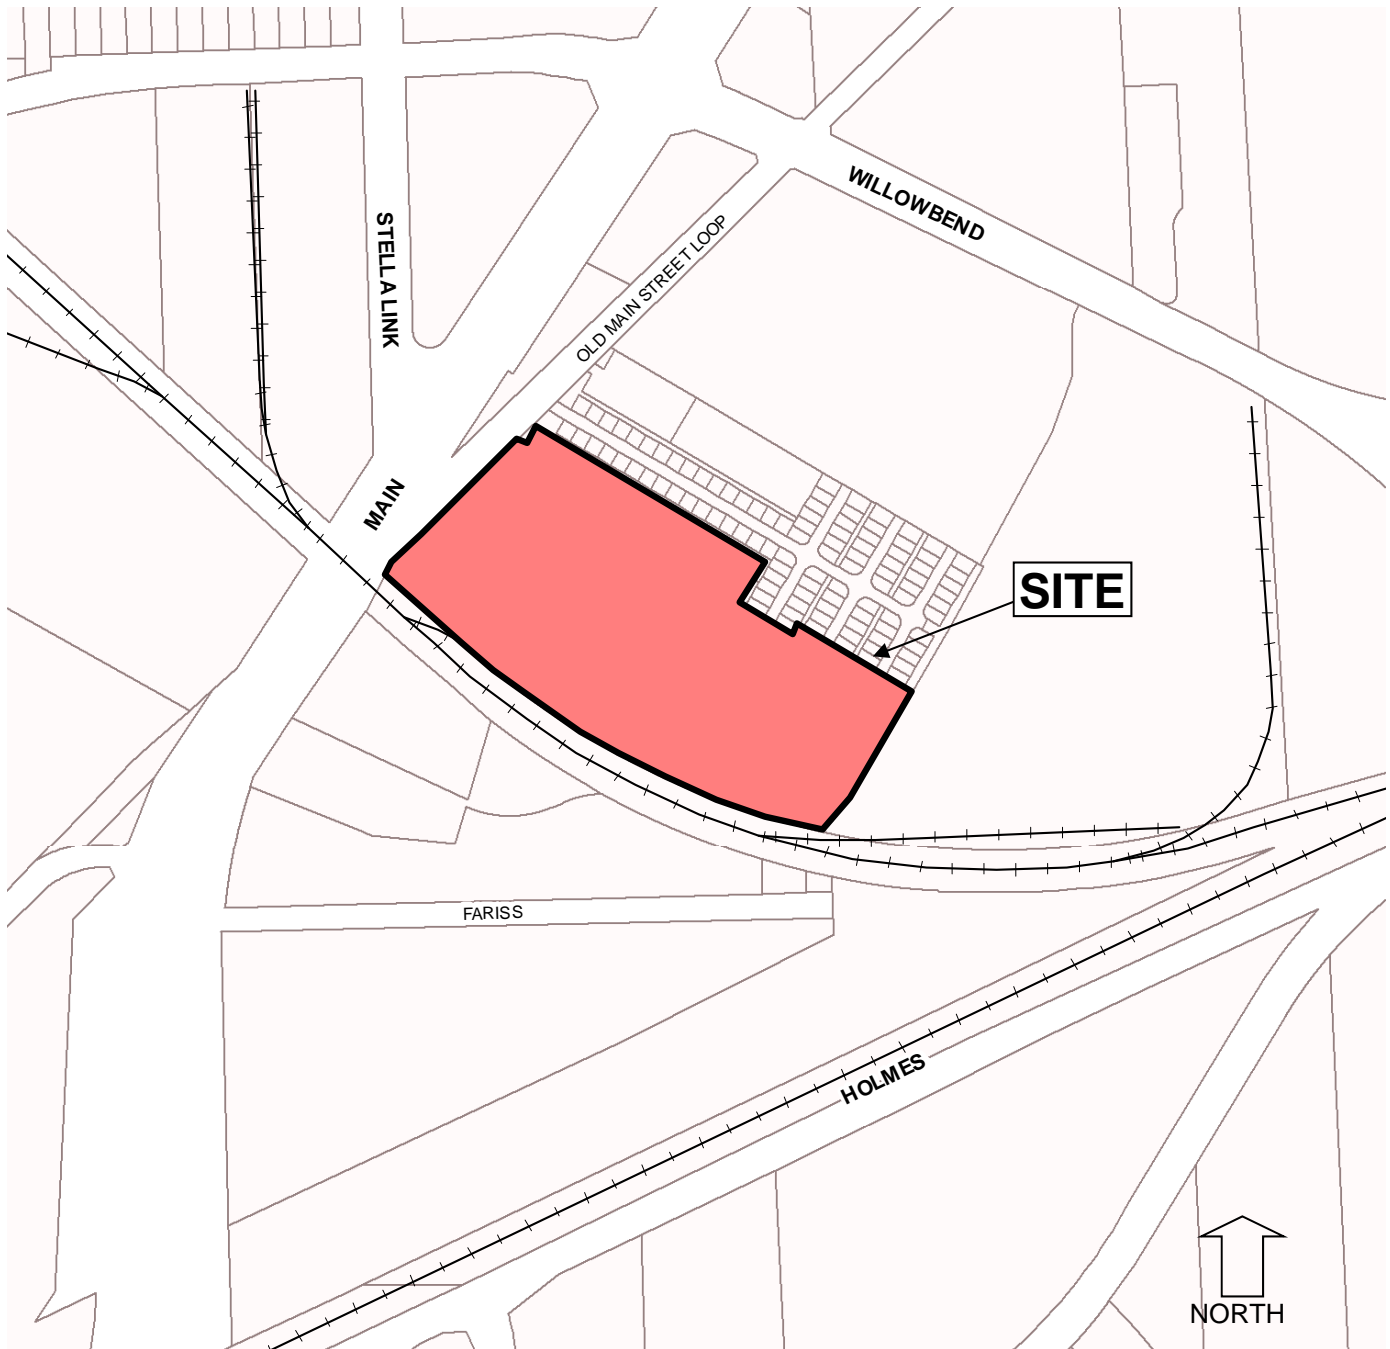 WILLOWBEND
STELLA LINK
OLD MAIN STREET LOOP
MAIN
SITE
FARISS
HOLMES
NORTH